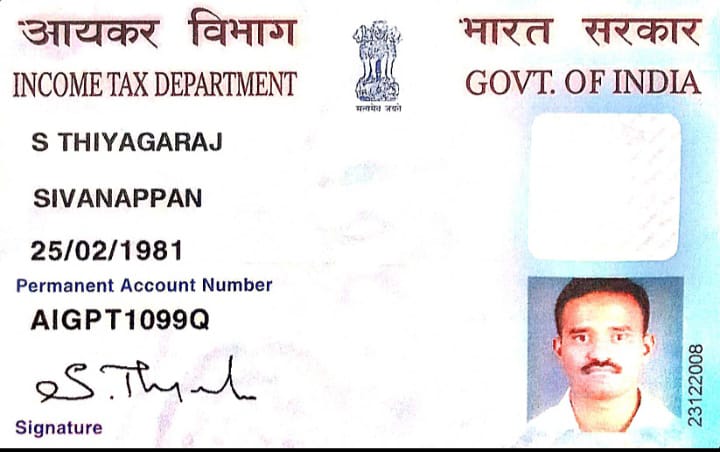 आयकर विभाग
INCOME TAX DEPARTMENT
भारत सरकार
GOVT. OF INDIA
सत्यमेव जयते
S THIYAGARAJ
SIVANAPPAN
25/02/1981
Permanent Account Number
AIGPT1099Q
S. Thy
Signature
23122008